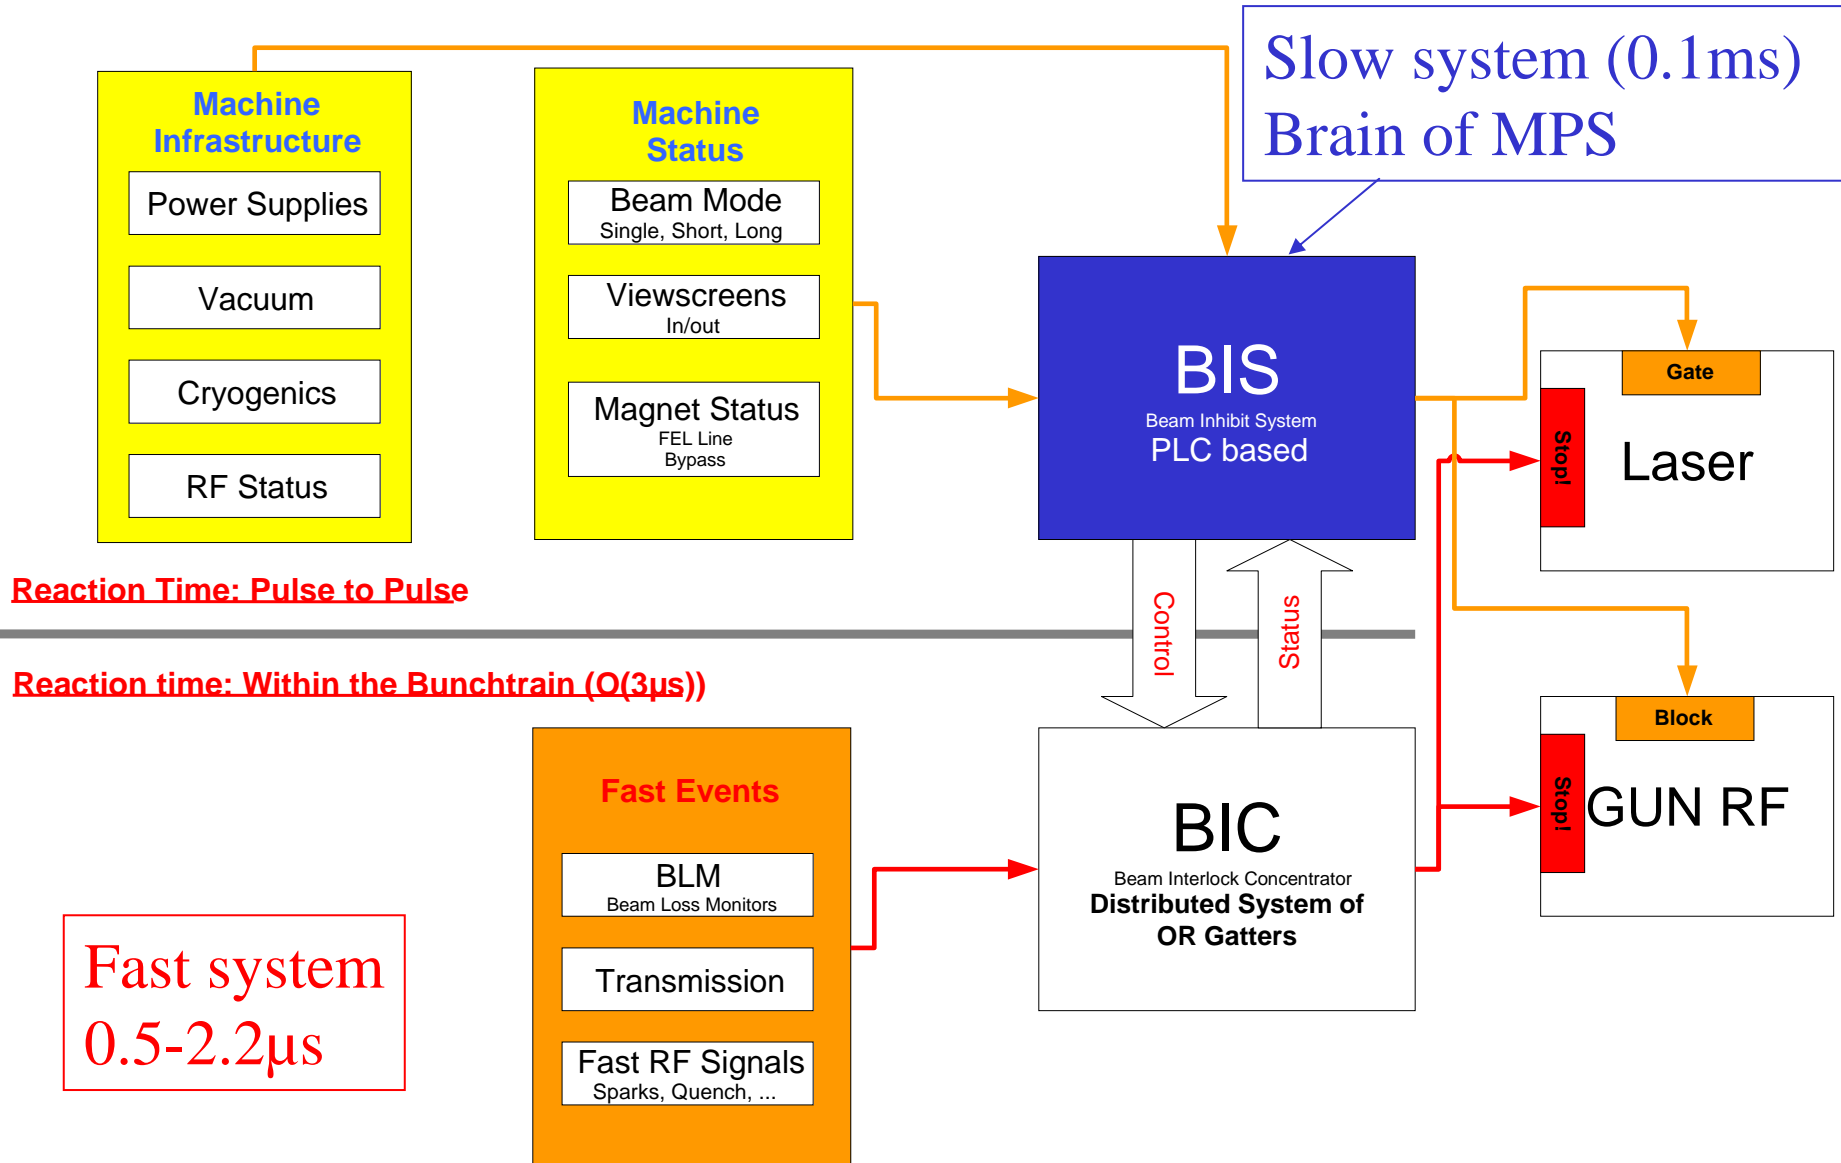 Slow system (0.1ms)
Brain of MPS
Machine
Infrastructure
Power Supplies
Vacuum
Cryogenics
RF Status
Machine
Status
Beam Mode
Single, Short, Long
Viewscreens
In/out
Magnet Status
FEL Line
Bypass
BIS
Beam Inhibit System
PLC based
Gate
Stop!
Laser
Reaction Time: Pulse to Pulse
Control
Status
Reaction time: Within the Bunchtrain (O(3µs))
Block
Stop!
GUN RF
Fast Events
BLM
Beam Loss Monitors
Transmission
Fast RF Signals
Sparks, Quench, ...
BIC
Beam Interlock Concentrator
Distributed System of
OR Gatters
Fast system
0.5-2.2µs